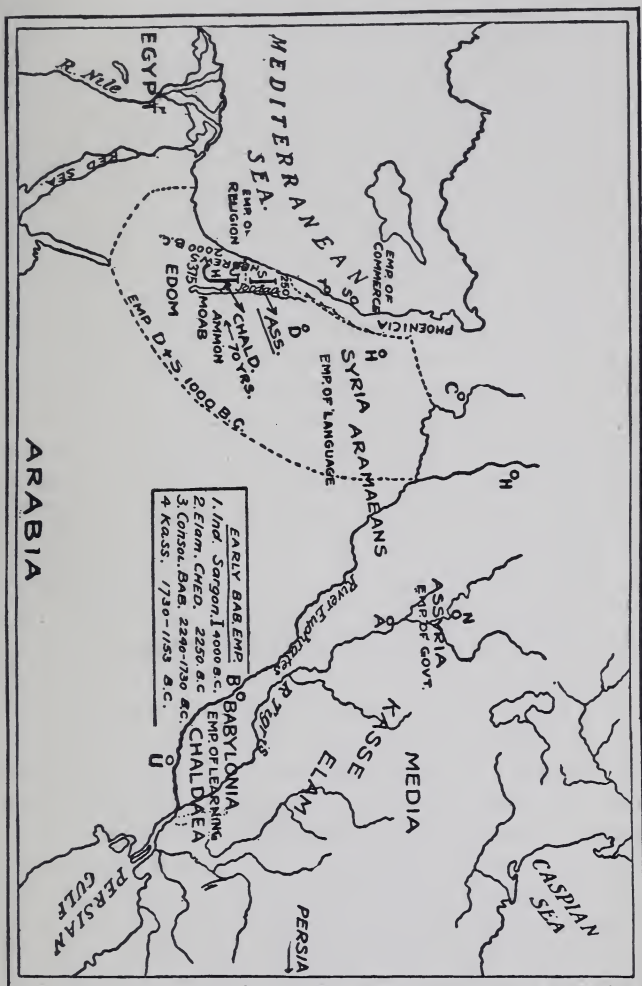 MEDITERRANEAN
SEA.
EGYPT
R. Nile
RED SEA.
EMP. OF
RELIGION
EMP. OF
COMMERCE
PHOENICIA
T
S
250
2000 B.C.
375
EDOM
MOAB
AMMON
CHALD.
70 YRS.
ASS.
D
H
SYRIA ARAMAEANS
EMP. OF LANGUAGE
EMP D & S 1000 B.C.
C
H
ARABIA
N
ASSYRIA
EMP. OF GOVT.
A
River Euphrates
R. Tigris
KASSE
ELAM
MEDIA
CASPIAN
SEA
EARLY BAB. EMP.
1. Ind. Sargon. I 4000 B.C.
2. Elam. CHED. 2250. B.C
3. Consol. BAB. 2240-1730 B.C.
4 Kass. 1730-1153 B.C.
B
BABYLONIA
EMP. OF LEARNING
CHALDAEA
U
PERSIAN
GULF
PERSIA